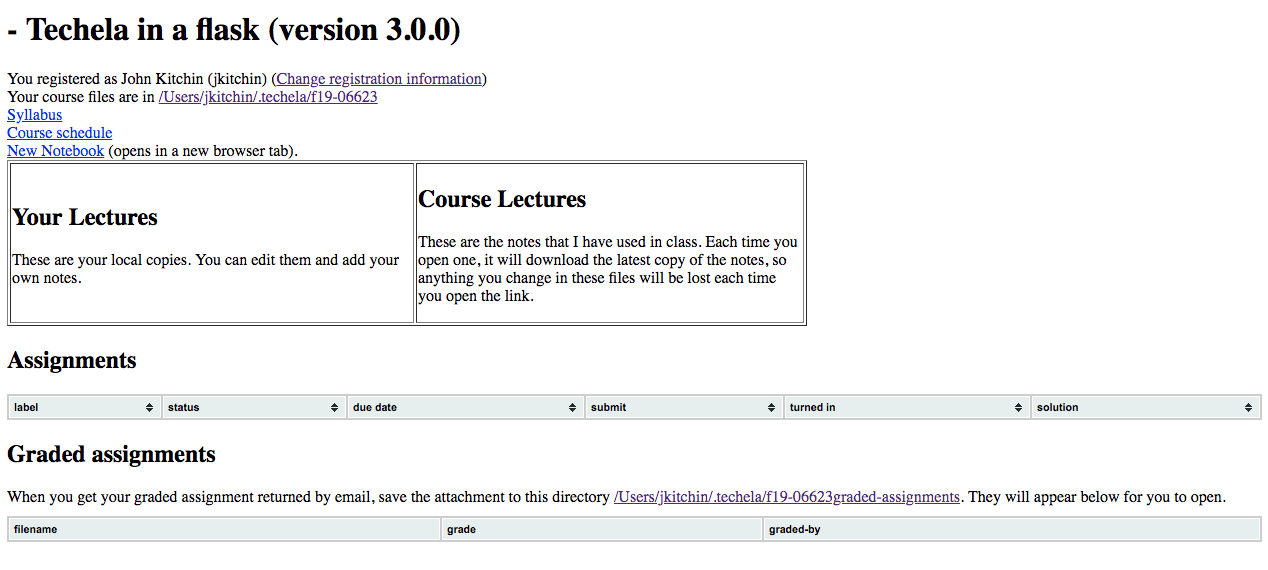 - Techela in a flask (version 3.0.0)
You registered as John Kitchin (jkitchin) (Change registration information)
Your course files are in /Users/jkitchin/.techela/f19-06623
Syllabus
Course schedule
New Notebook (opens in a new browser tab).
Your Lectures
These are your local copies. You can edit them and add your
own notes.
Course Lectures
These are the notes that I have used in class. Each time you
open one, it will download the latest copy of the notes, so
anything you change in these files will be lost each time
you open the link.
Assignments
label status due date submit turned in solution
Graded assignments
When you get your graded assignment returned by email, save the attachment to this directory /Users/jkitchin/.techela/f19-06623graded-assignments. They will appear below for you to open.
filename grade graded-by